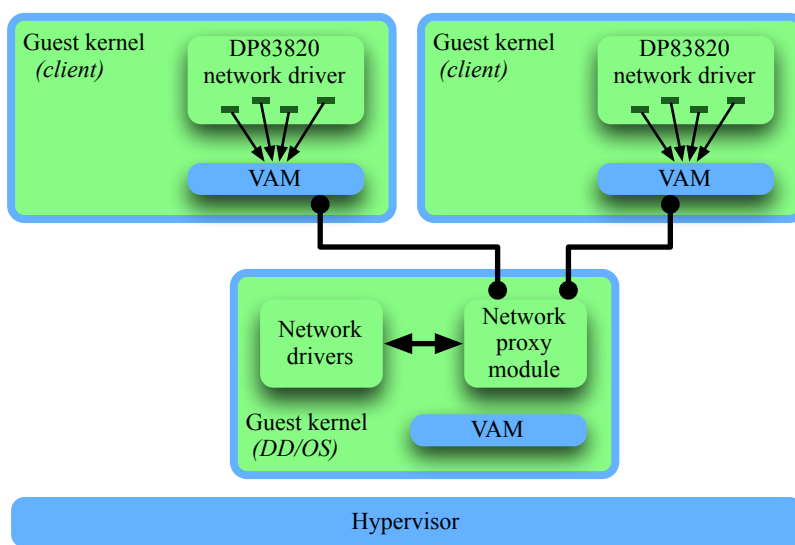 Guest kernel
(client)
DP83820
network driver
VAM
Guest kernel
(client)
DP83820
network driver
VAM
Network
drivers
Network
proxy
module
Guest kernel
(DD/OS)
VAM
Hypervisor